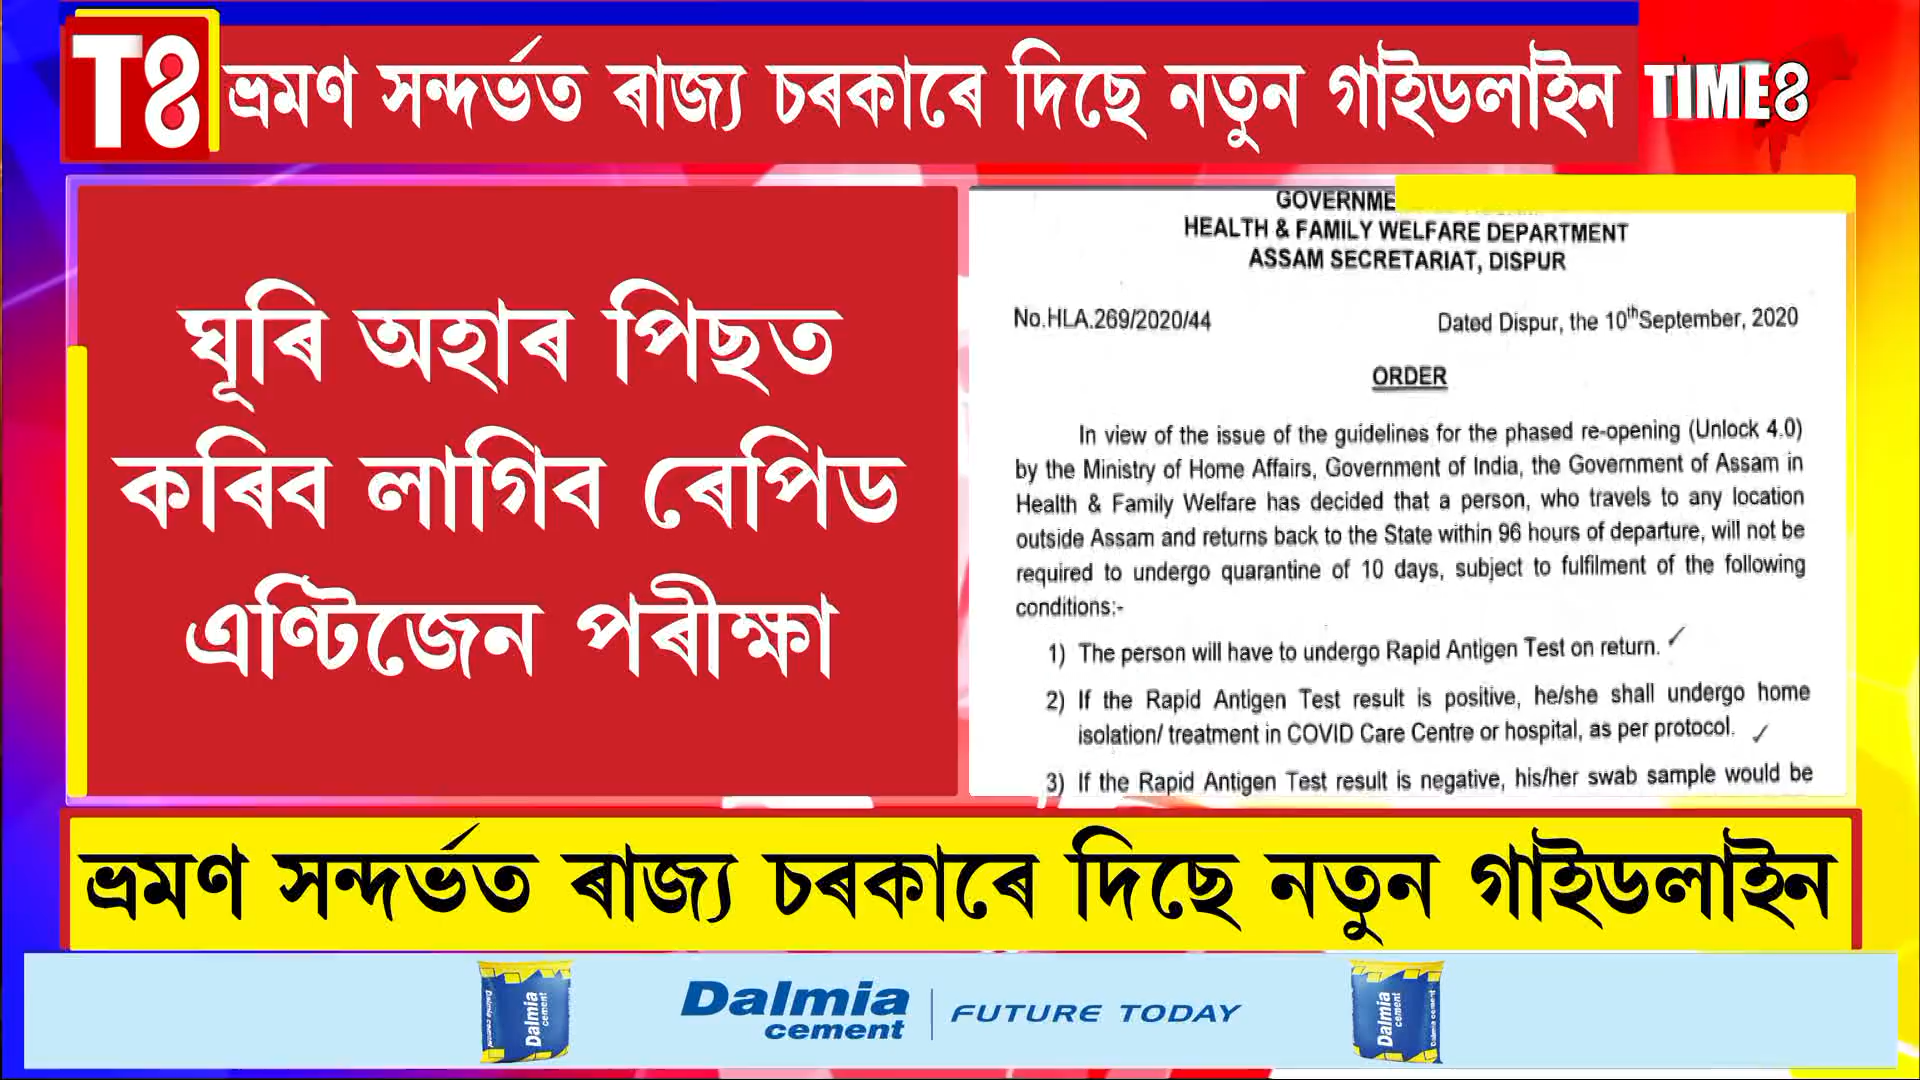 T8
ভ্ৰমণ সন্দৰ্ভত ৰাজ্য চৰকাৰে দিছে নতুন গাইডলাইন
TIME8
ঘূৰি অহাৰ পিছত
কৰিব লাগিব ৰেপিড
এণ্টিজেন পৰীক্ষা
GOVERNME
HEALTH & FAMILY WELFARE DEPARTMENT
ASSAM SECRETARIAT, DISPUR
No.HLA.269/2020/44 Dated Dispur, the 10th September, 2020
ORDER
In view of the issue of the guidelines for the phased re-opening (Unlock 4.0)
by the Ministry of Home Affairs, Government of India, the Government of Assam in
Health & Family Welfare has decided that a person, who travels to any location
outside Assam and returns back to the State within 96 hours of departure, will not be
required to undergo quarantine of 10 days, subject to fulfilment of the following
conditions:-
1) The person will have to undergo Rapid Antigen Test on return.
2) If the Rapid Antigen Test result is positive, he/she shall undergo home
isolation/ treatment in COVID Care Centre or hospital, as per protocol.
3) If the Rapid Antigen Test result is negative, his/her swab sample would be
ভ্ৰমণ সন্দৰ্ভত ৰাজ্য চৰকাৰে দিছে নতুন গাইডলাইন
Dalmia cement
Dalmia cement
Dalmia
cement
FUTURE TODAY
Dalmia cement
Dalmia cement